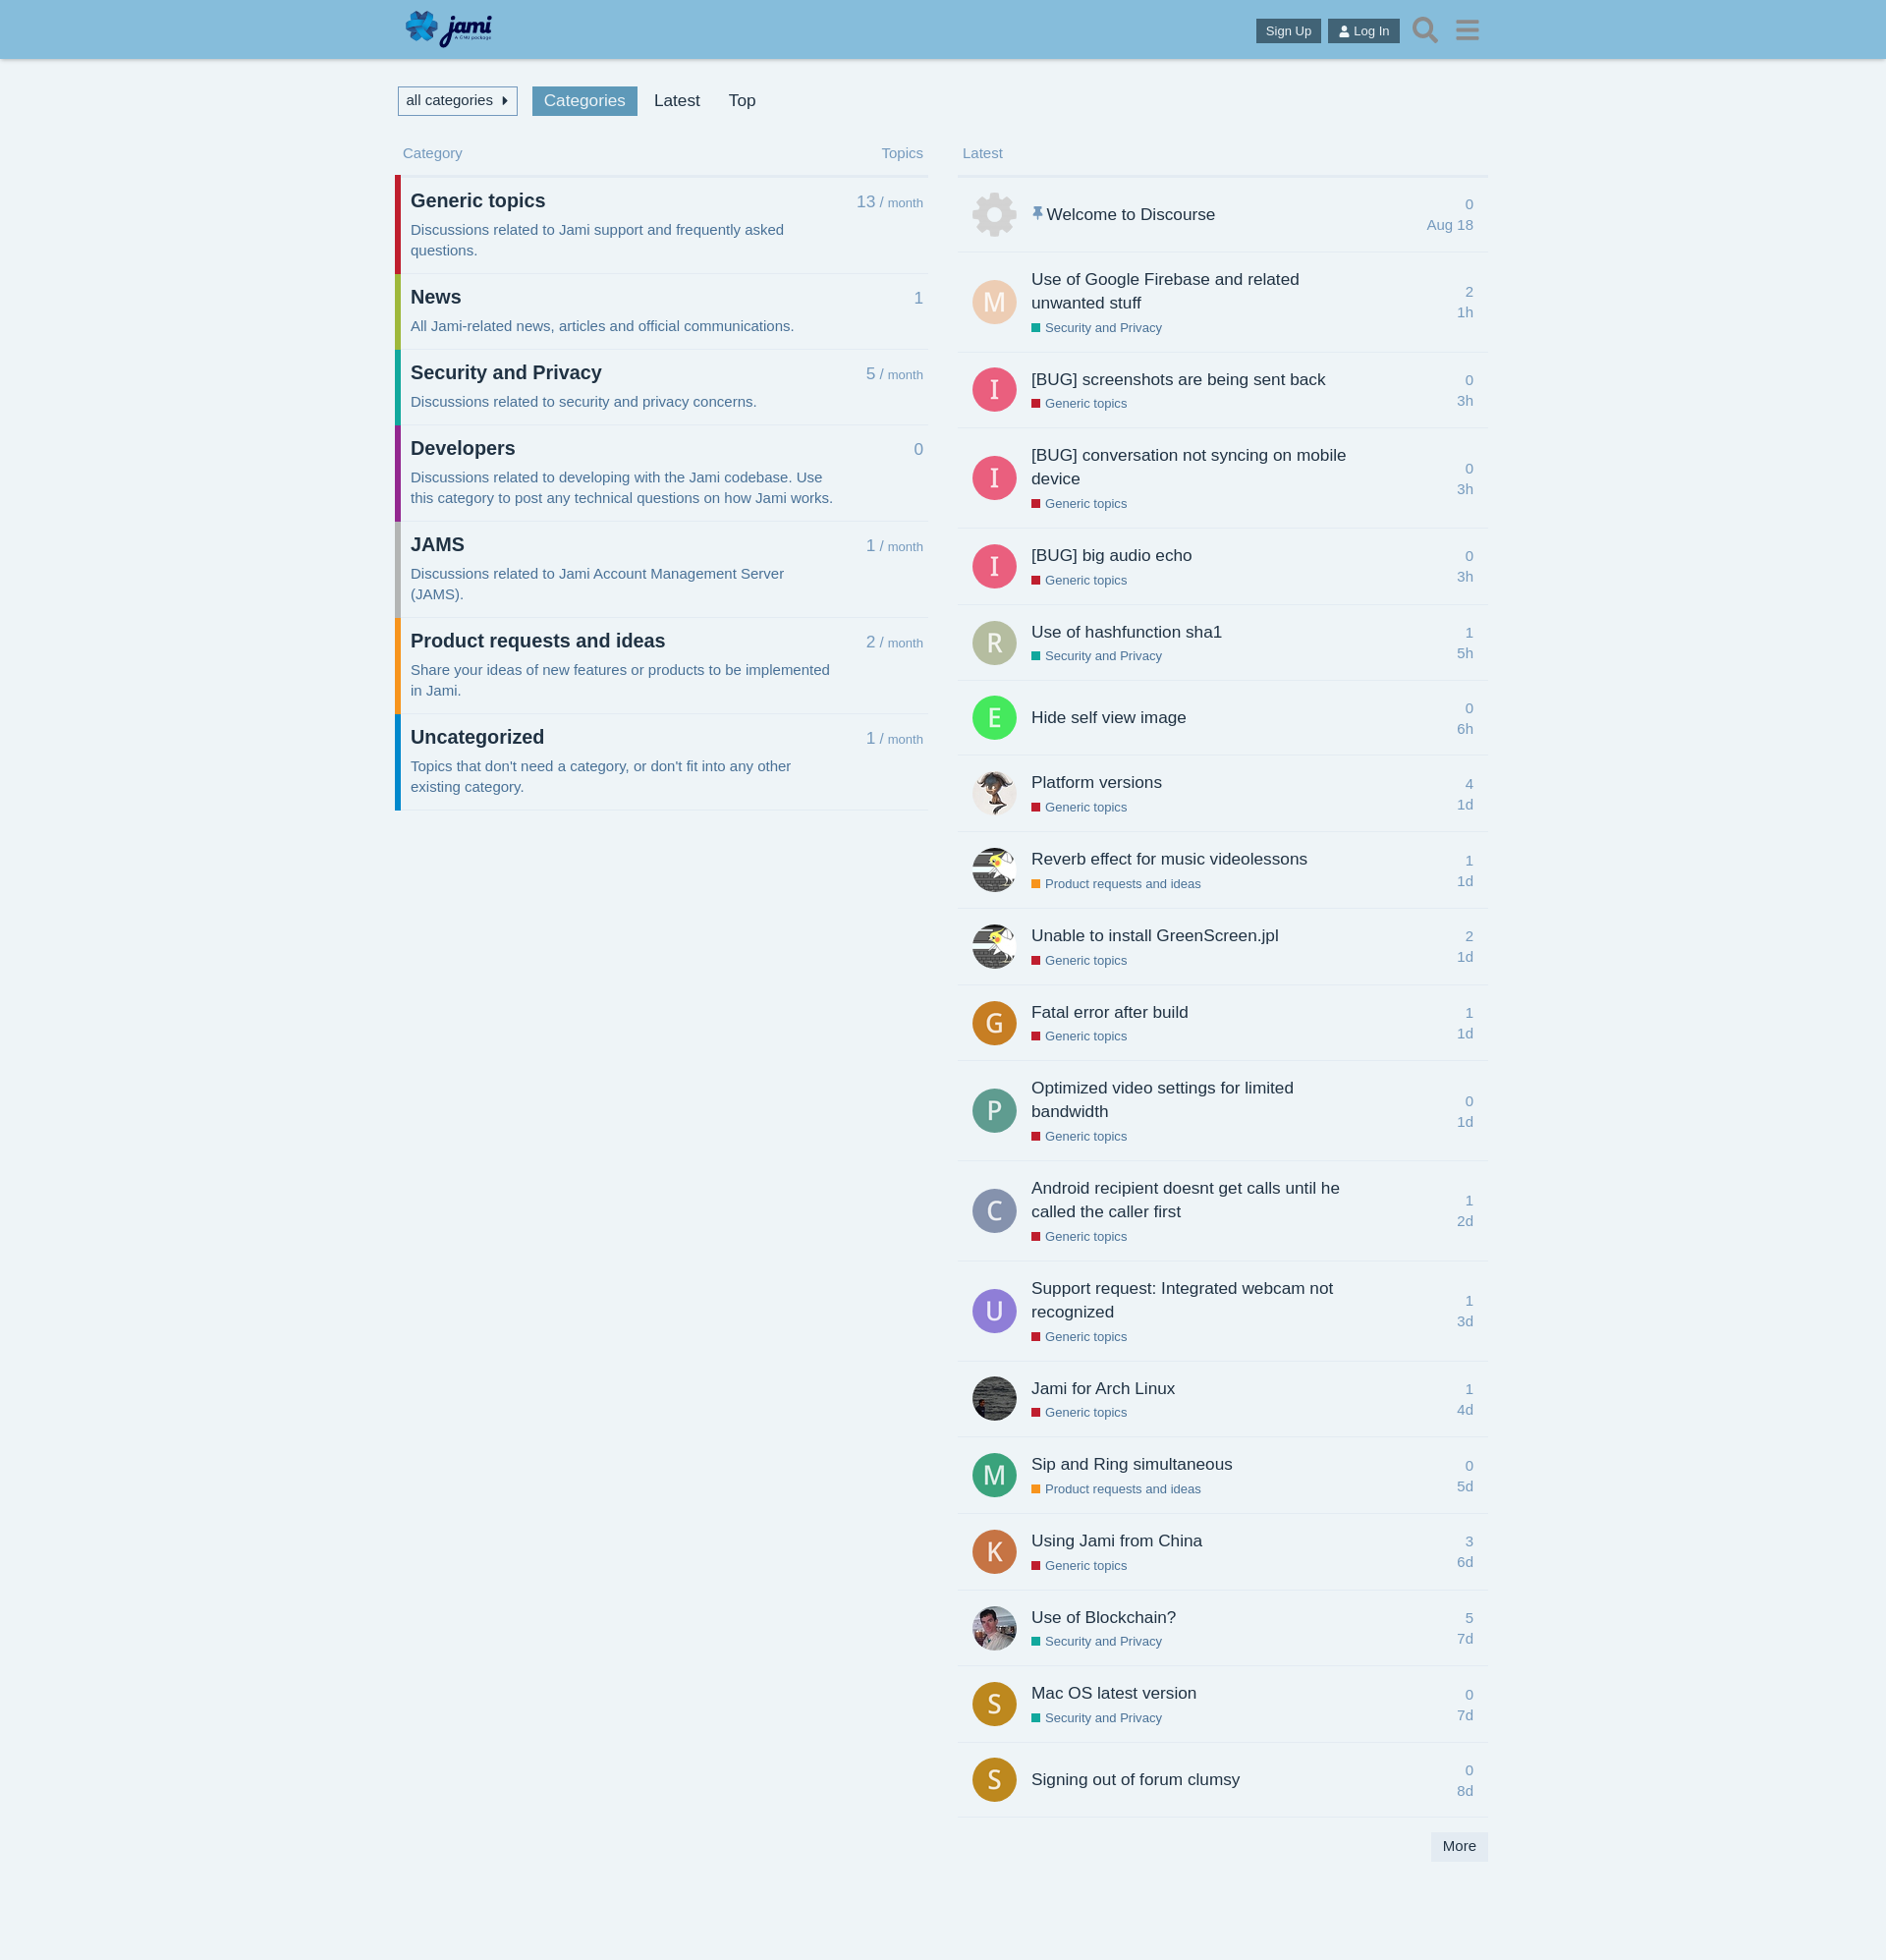 jami
A GNU package
Sign Up
Log In
all categories
Categories
Latest
Top
Category
Topics
Generic topics
13 / month
Discussions related to Jami support and frequently asked
questions.
News
1
All Jami-related news, articles and official communications.
Security and Privacy
5 / month
Discussions related to security and privacy concerns.
Developers
0
Discussions related to developing with the Jami codebase. Use
this category to post any technical questions on how Jami works.
JAMS
1 / month
Discussions related to Jami Account Management Server
(JAMS).
Product requests and ideas
2 / month
Share your ideas of new features or products to be implemented
in Jami.
Uncategorized
1 / month
Topics that don't need a category, or don't fit into any other
existing category.
Latest
Welcome to Discourse
0
Aug 18
M
Use of Google Firebase and related
unwanted stuff
Security and Privacy
2
1h
I
[BUG] screenshots are being sent back
Generic topics
0
3h
I
[BUG] conversation not syncing on mobile
device
Generic topics
0
3h
I
[BUG] big audio echo
Generic topics
0
3h
R
Use of hashfunction sha1
Security and Privacy
1
5h
E
Hide self view image
0
6h
Platform versions
Generic topics
4
1d
Reverb effect for music videolessons
Product requests and ideas
1
1d
Unable to install GreenScreen.jpl
Generic topics
2
1d
G
Fatal error after build
Generic topics
1
1d
P
Optimized video settings for limited
bandwidth
Generic topics
0
1d
C
Android recipient doesnt get calls until he
called the caller first
Generic topics
1
2d
U
Support request: Integrated webcam not
recognized
Generic topics
1
3d
Jami for Arch Linux
Generic topics
1
4d
M
Sip and Ring simultaneous
Product requests and ideas
0
5d
K
Using Jami from China
Generic topics
3
6d
Use of Blockchain?
Security and Privacy
5
7d
S
Mac OS latest version
Security and Privacy
0
7d
S
Signing out of forum clumsy
0
8d
More